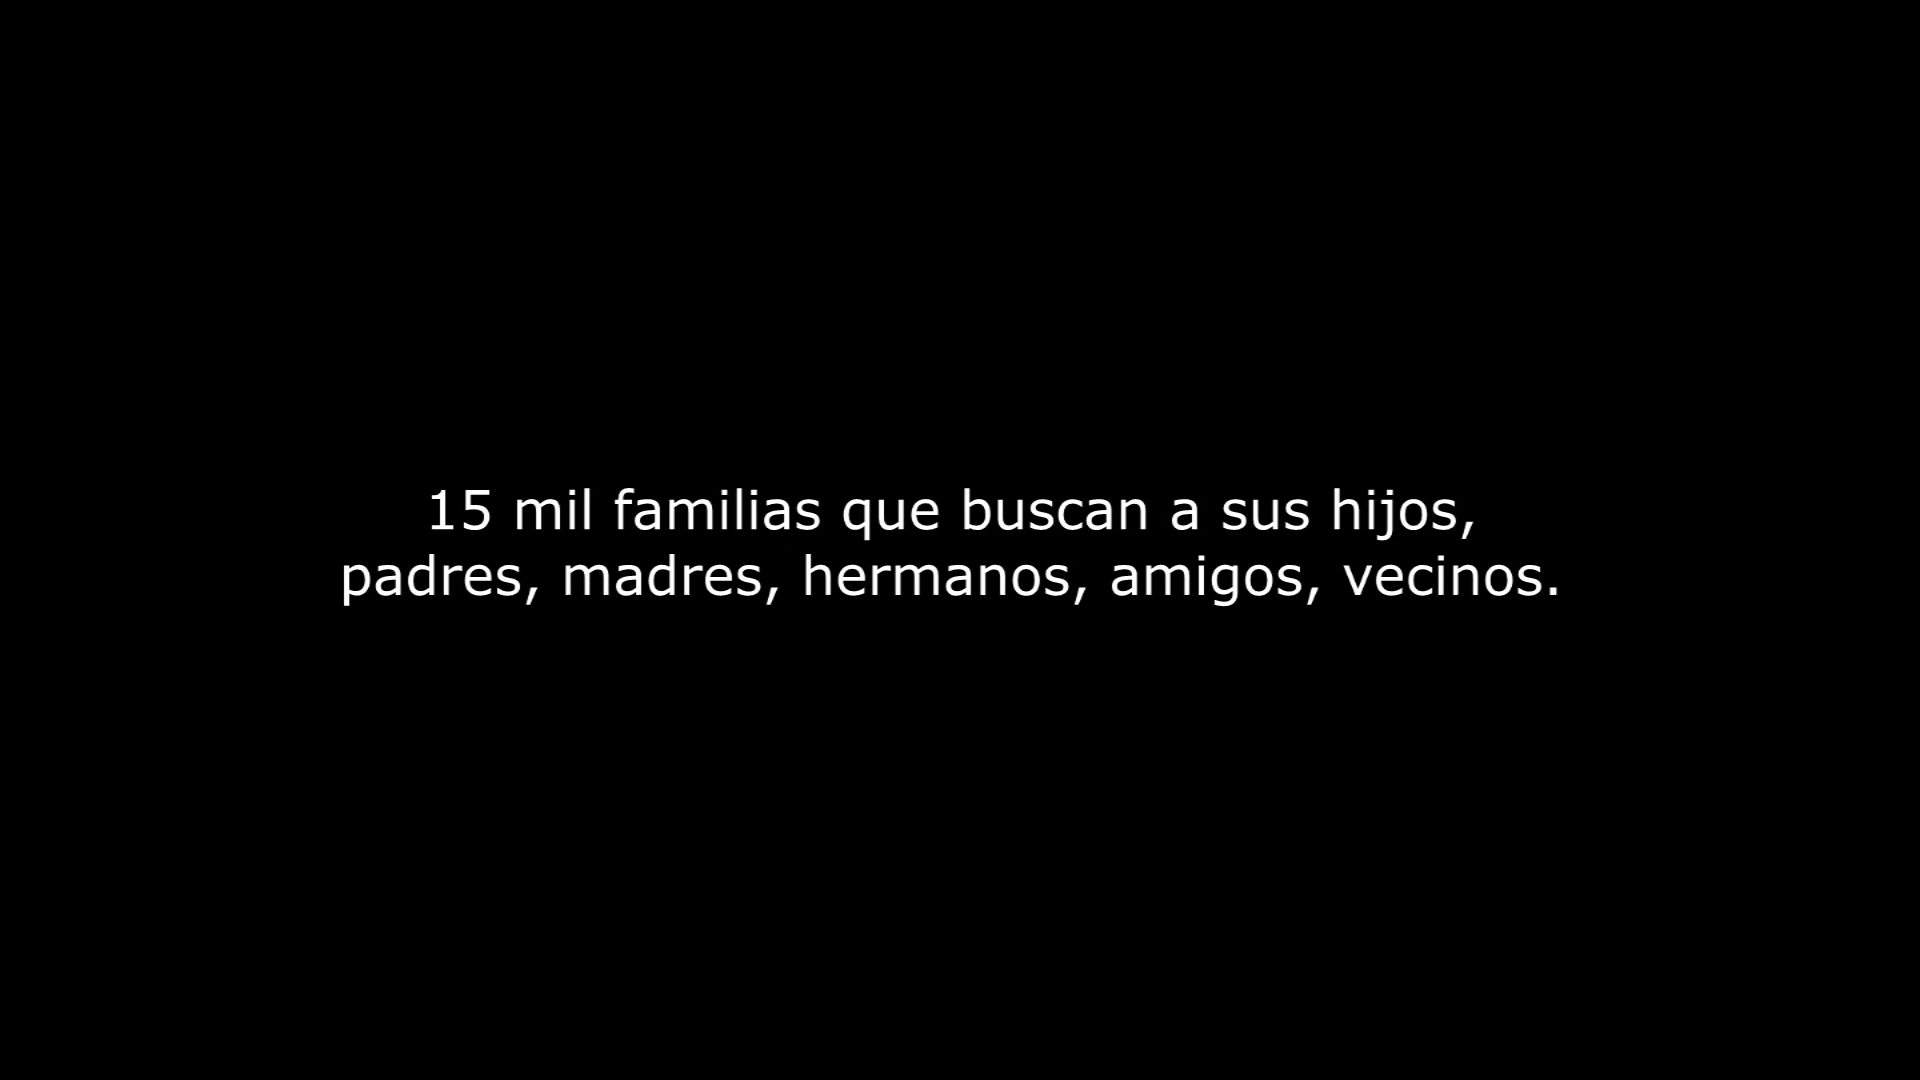 15 mil familias que buscan a sus hijos,
padres, madres, hermanos, amigos, vecinos.